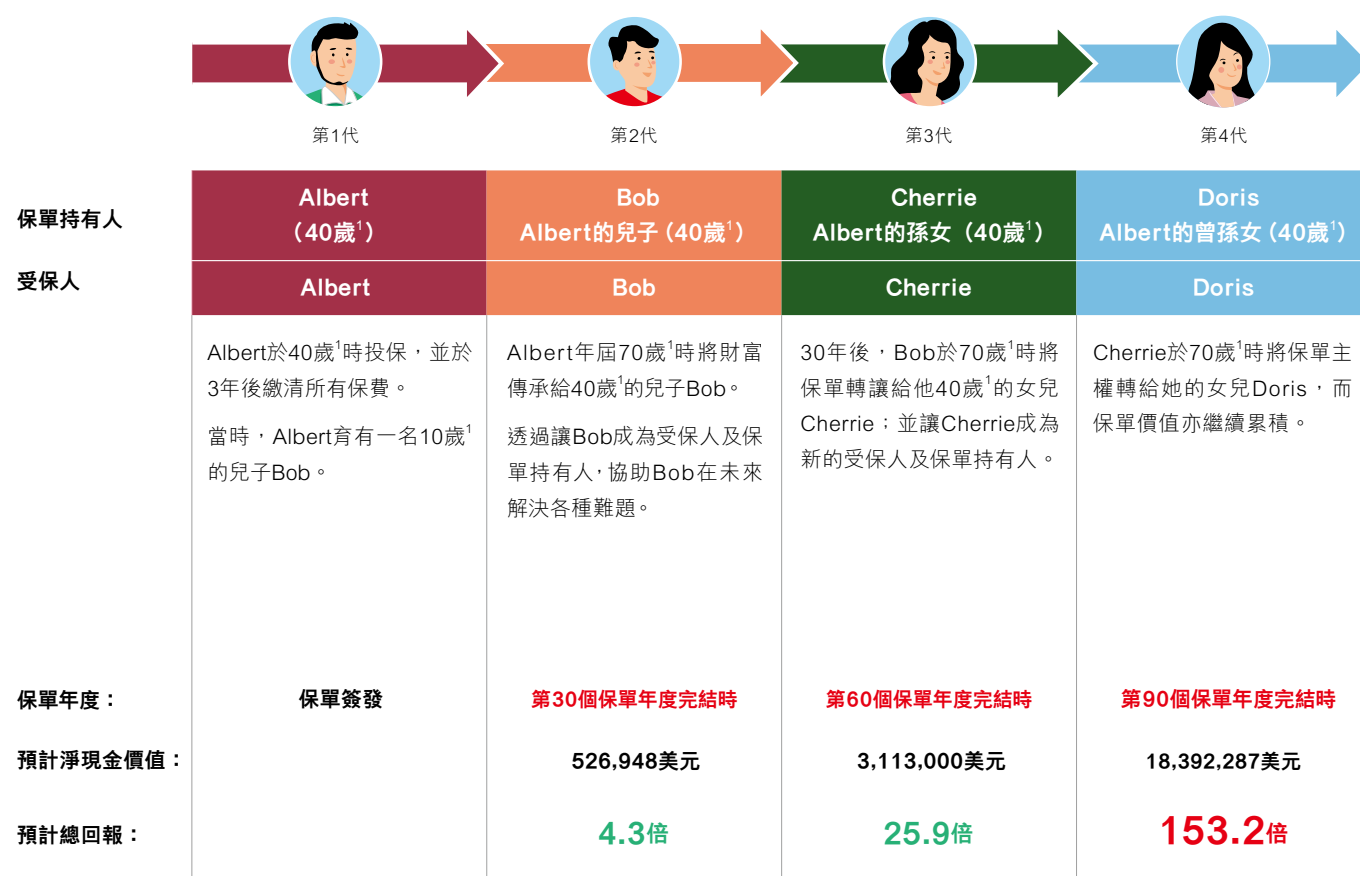 第1代
第2代
第3代
第4代
保單持有人
Albert
(40歲1)
Bob
Albert的兒子 (40歲1)
Cherrie
Albert的孫女 (40歲1)
Doris
Albert的曾孫女 (40歲1)
受保人
Albert
Bob
Cherrie
Doris
Albert於40歲1時投保，並於
3年後繳清所有保費。
當時，Albert育有一名10歲1
的兒子Bob。
Albert年屆70歲1時將財富
傳承給40歲1的兒子Bob。
透過讓Bob成為受保人及保
單持有人，協助Bob在未來
解決各種難題。
30年後，Bob於70歲1時將
保單轉讓給他40歲1的女兒
Cherrie；並讓Cherrie成為
新的受保人及保單持有人。
Cherrie於70歲1時將保單主
權轉給她的女兒Doris，而
保單價值亦繼續累積。
保單年度：
保單簽發
第30個保單年度完結時
第60個保單年度完結時
第90個保單年度完結時
預計淨現金價值：
526,948美元
3,113,000美元
18,392,287美元
預計總回報：
4.3倍
25.9倍
153.2倍